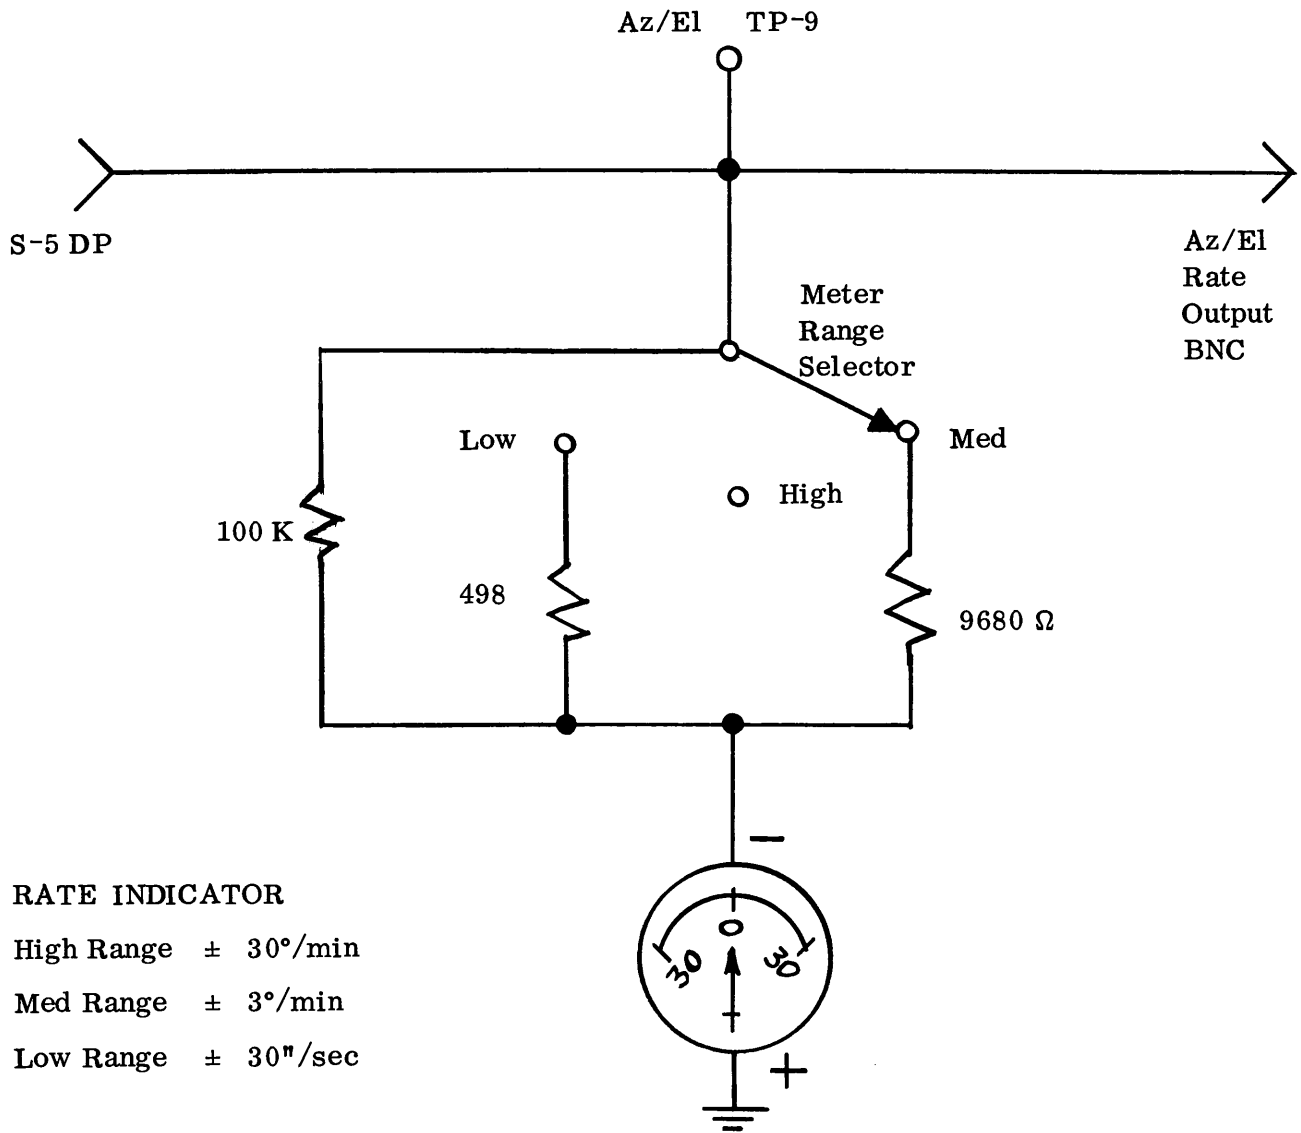 Az/El TP-9
S-5 DP
Az/El
Rate
Output
BNC
Meter
Range
Selector
Low
Med
High
100 K
498
9680 Ω
−
30
0
30
+
RATE INDICATOR
High Range ± 30°/min
Med Range ± 3°/min
Low Range ± 30"/sec